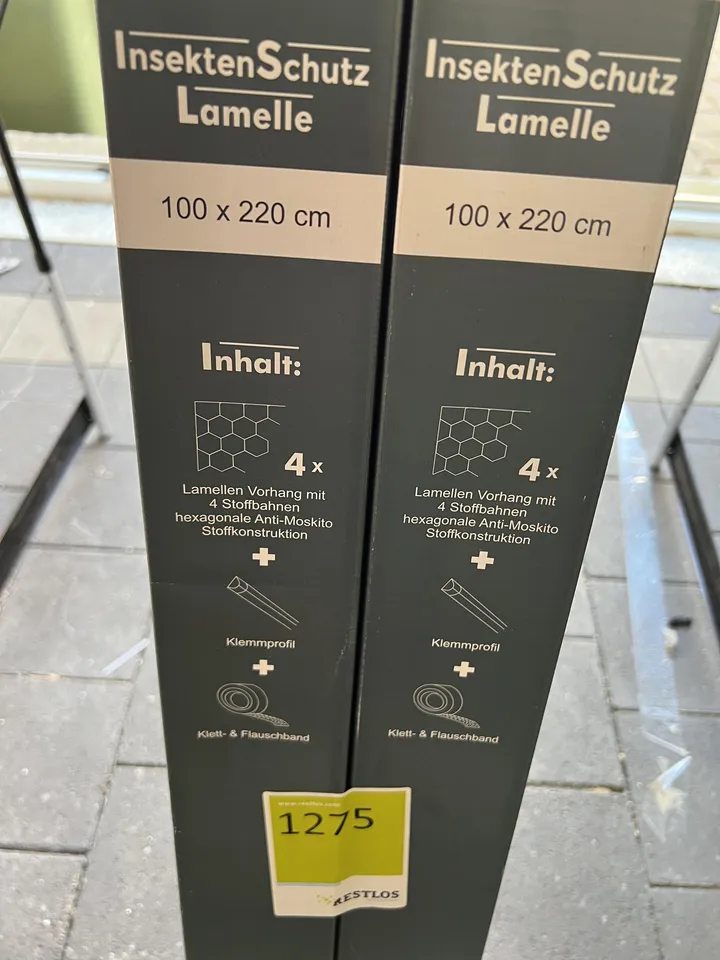 InsektenSchutz
Lamelle
100 x 220 cm
Inhalt:
4 x
Lamellen Vorhang mit
4 Stoffbahnen
hexagonale Anti-Moskito
Stoffkonstruktion
+
Klemmprofil
+
Klett- & Flauschband
InsektenSchutz
Lamelle
100 x 220 cm
Inhalt:
4 x
Lamellen Vorhang mit
4 Stoffbahnen
hexagonale Anti-Moskito
Stoffkonstruktion
+
Klemmprofil
+
Klett- & Flauschband
1275
RESTLOS